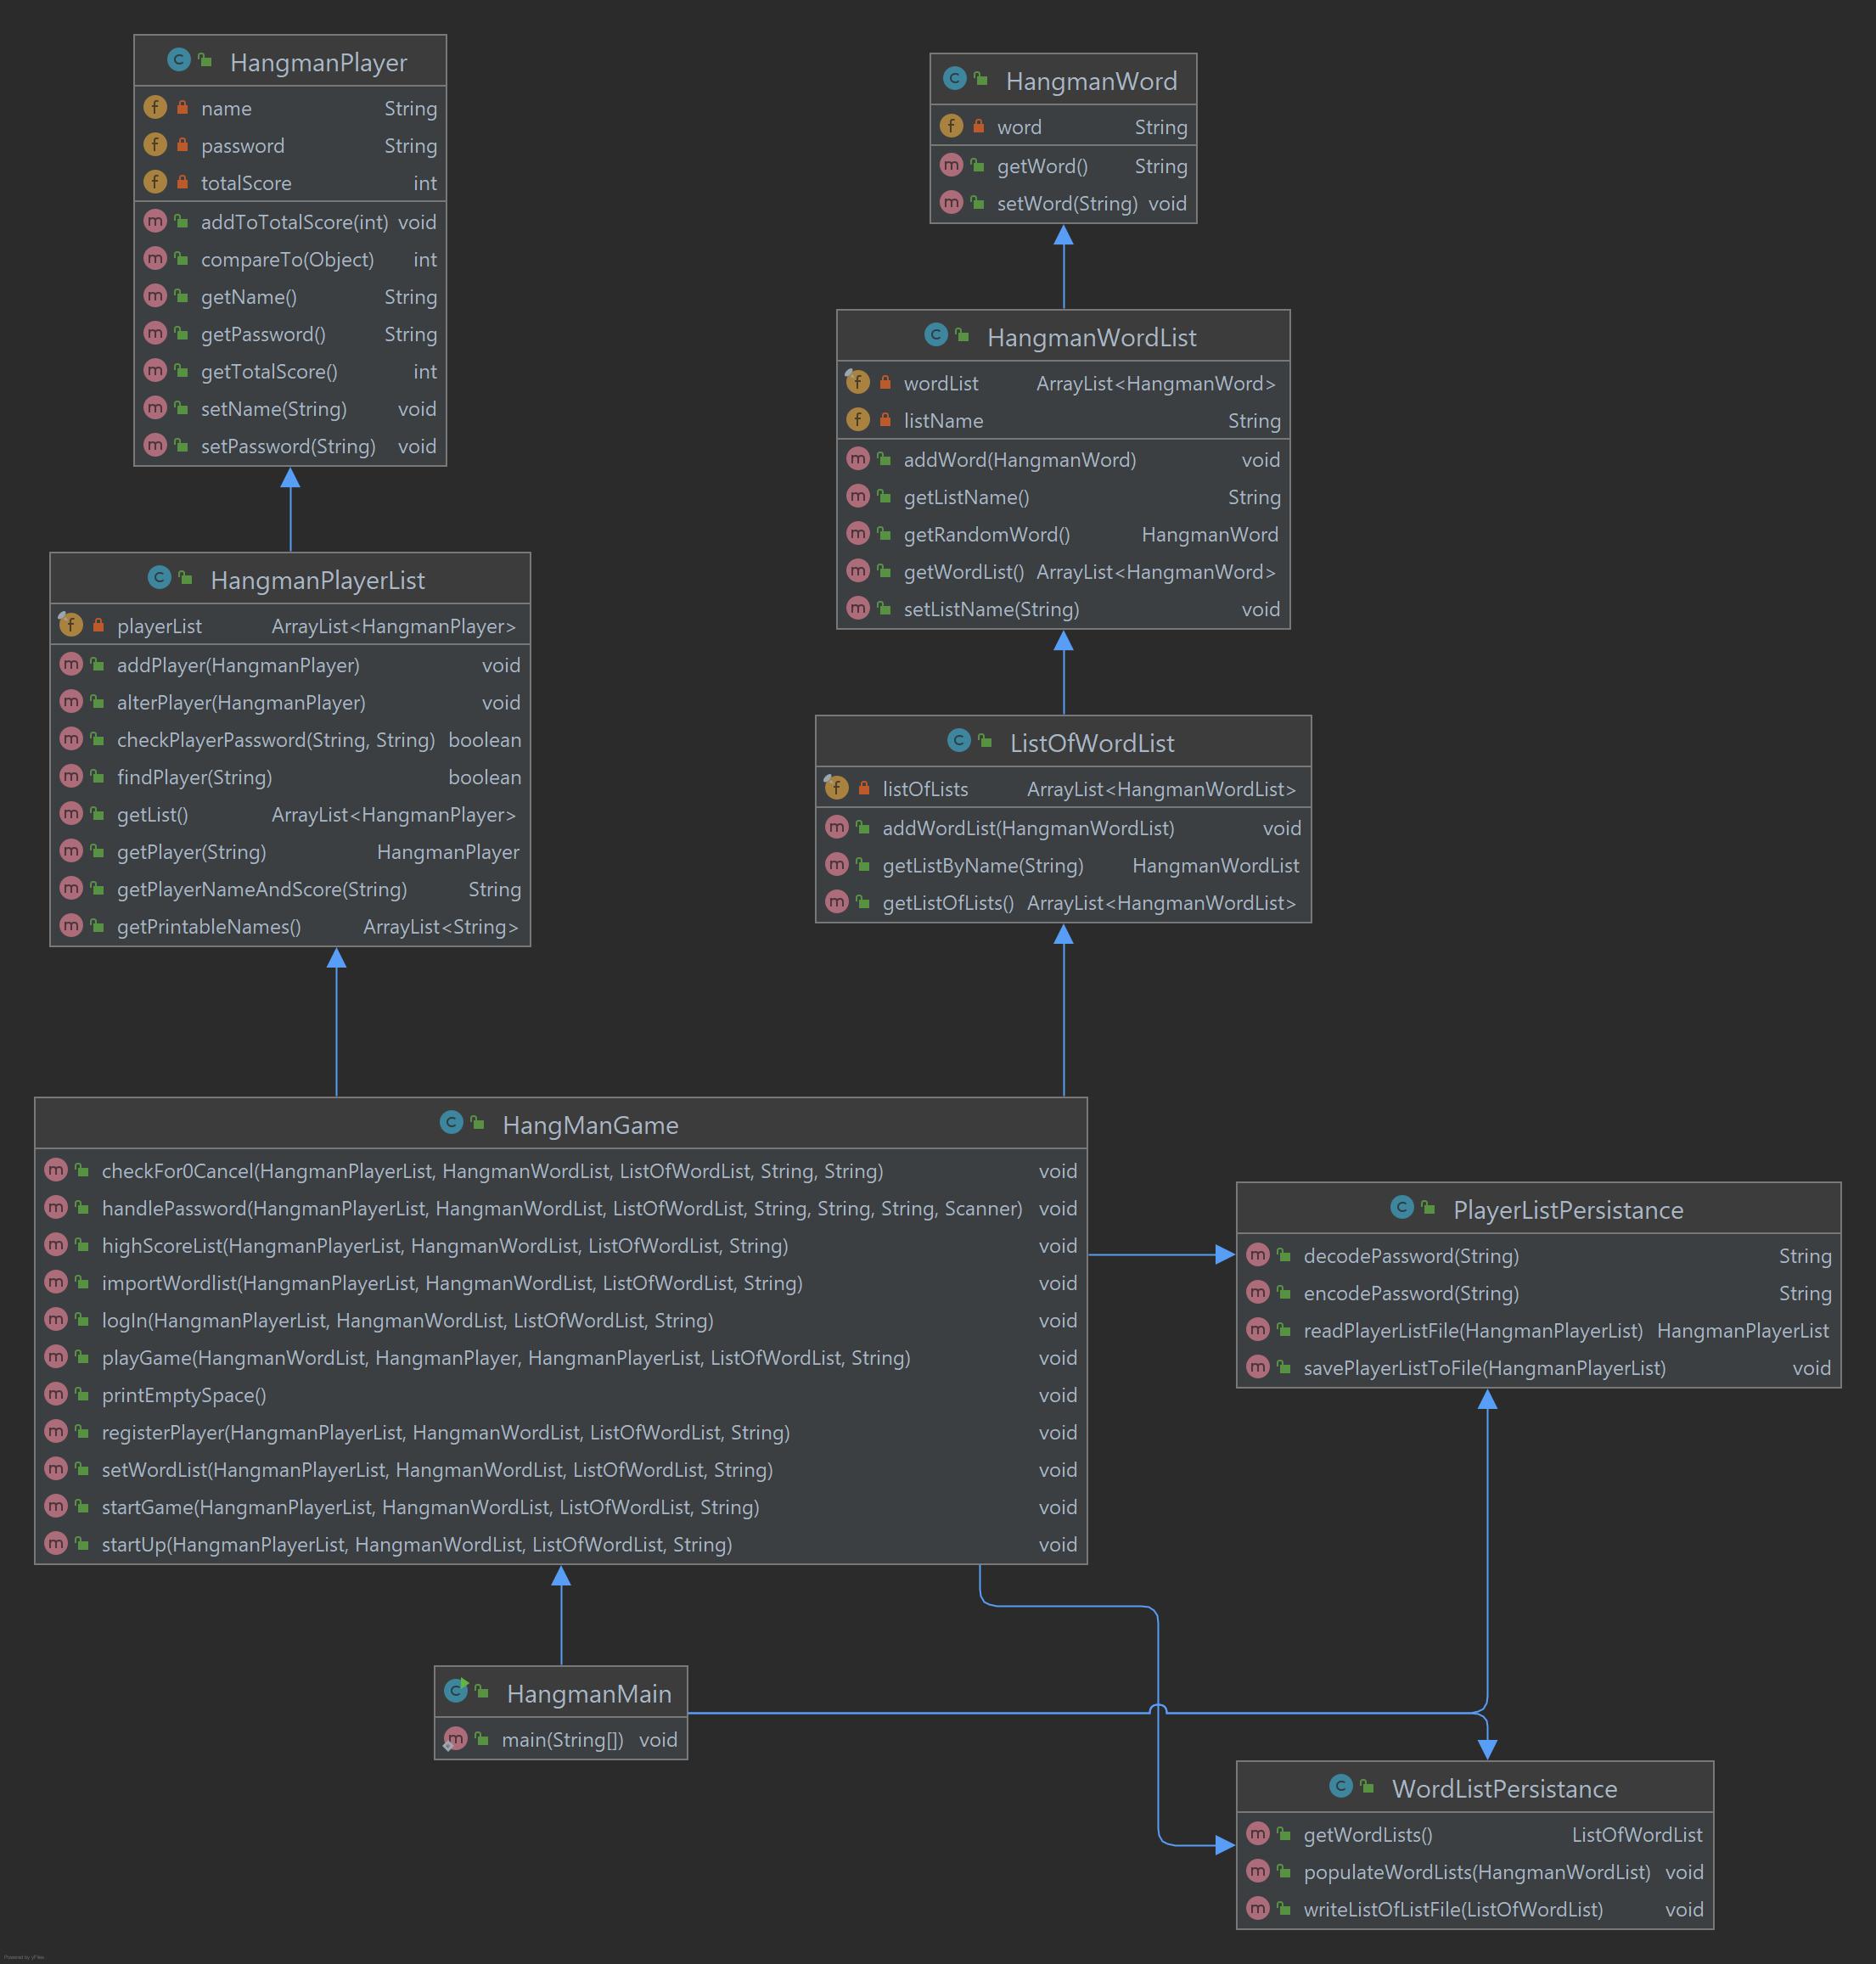 HangmanPlayer
name String
password String
totalScore int
addToTotalScore(int) void
compareTo(Object) int
getName() String
getPassword() String
getTotalScore() int
setName(String) void
setPassword(String) void
HangmanWord
word String
getWord() String
setWord(String) void
HangmanWordList
wordList ArrayList<HangmanWord>
listName String
addWord(HangmanWord) void
getListName() String
getRandomWord() HangmanWord
getWordList() ArrayList<HangmanWord>
setListName(String) void
HangmanPlayerList
playerList ArrayList<HangmanPlayer>
addPlayer(HangmanPlayer) void
alterPlayer(HangmanPlayer) void
checkPlayerPassword(String, String) boolean
findPlayer(String) boolean
getList() ArrayList<HangmanPlayer>
getPlayer(String) HangmanPlayer
getPlayerNameAndScore(String) String
getPrintableNames() ArrayList<String>
ListOfWordList
listOfLists ArrayList<HangmanWordList>
addWordList(HangmanWordList) void
getListByName(String) HangmanWordList
getListOfLists() ArrayList<HangmanWordList>
HangManGame
checkFor0Cancel(HangmanPlayerList, HangmanWordList, ListOfWordList, String, String) void
handlePassword(HangmanPlayerList, HangmanWordList, ListOfWordList, String, String, String, Scanner) void
highScoreList(HangmanPlayerList, HangmanWordList, ListOfWordList, String) void
importWordlist(HangmanPlayerList, HangmanWordList, ListOfWordList, String) void
logIn(HangmanPlayerList, HangmanWordList, ListOfWordList, String) void
playGame(HangmanWordList, HangmanPlayer, HangmanPlayerList, ListOfWordList, String) void
printEmptySpace() void
registerPlayer(HangmanPlayerList, HangmanWordList, ListOfWordList, String) void
setWordList(HangmanPlayerList, HangmanWordList, ListOfWordList, String) void
startGame(HangmanPlayerList, HangmanWordList, ListOfWordList, String) void
startUp(HangmanPlayerList, HangmanWordList, ListOfWordList, String) void
PlayerListPersistance
decodePassword(String) String
encodePassword(String) String
readPlayerListFile(HangmanPlayerList) HangmanPlayerList
savePlayerListToFile(HangmanPlayerList) void
HangmanMain
main(String[]) void
WordListPersistance
getWordLists() ListOfWordList
populateWordLists(HangmanWordList) void
writeListOfListFile(ListOfWordList) void
Powered by yFiles